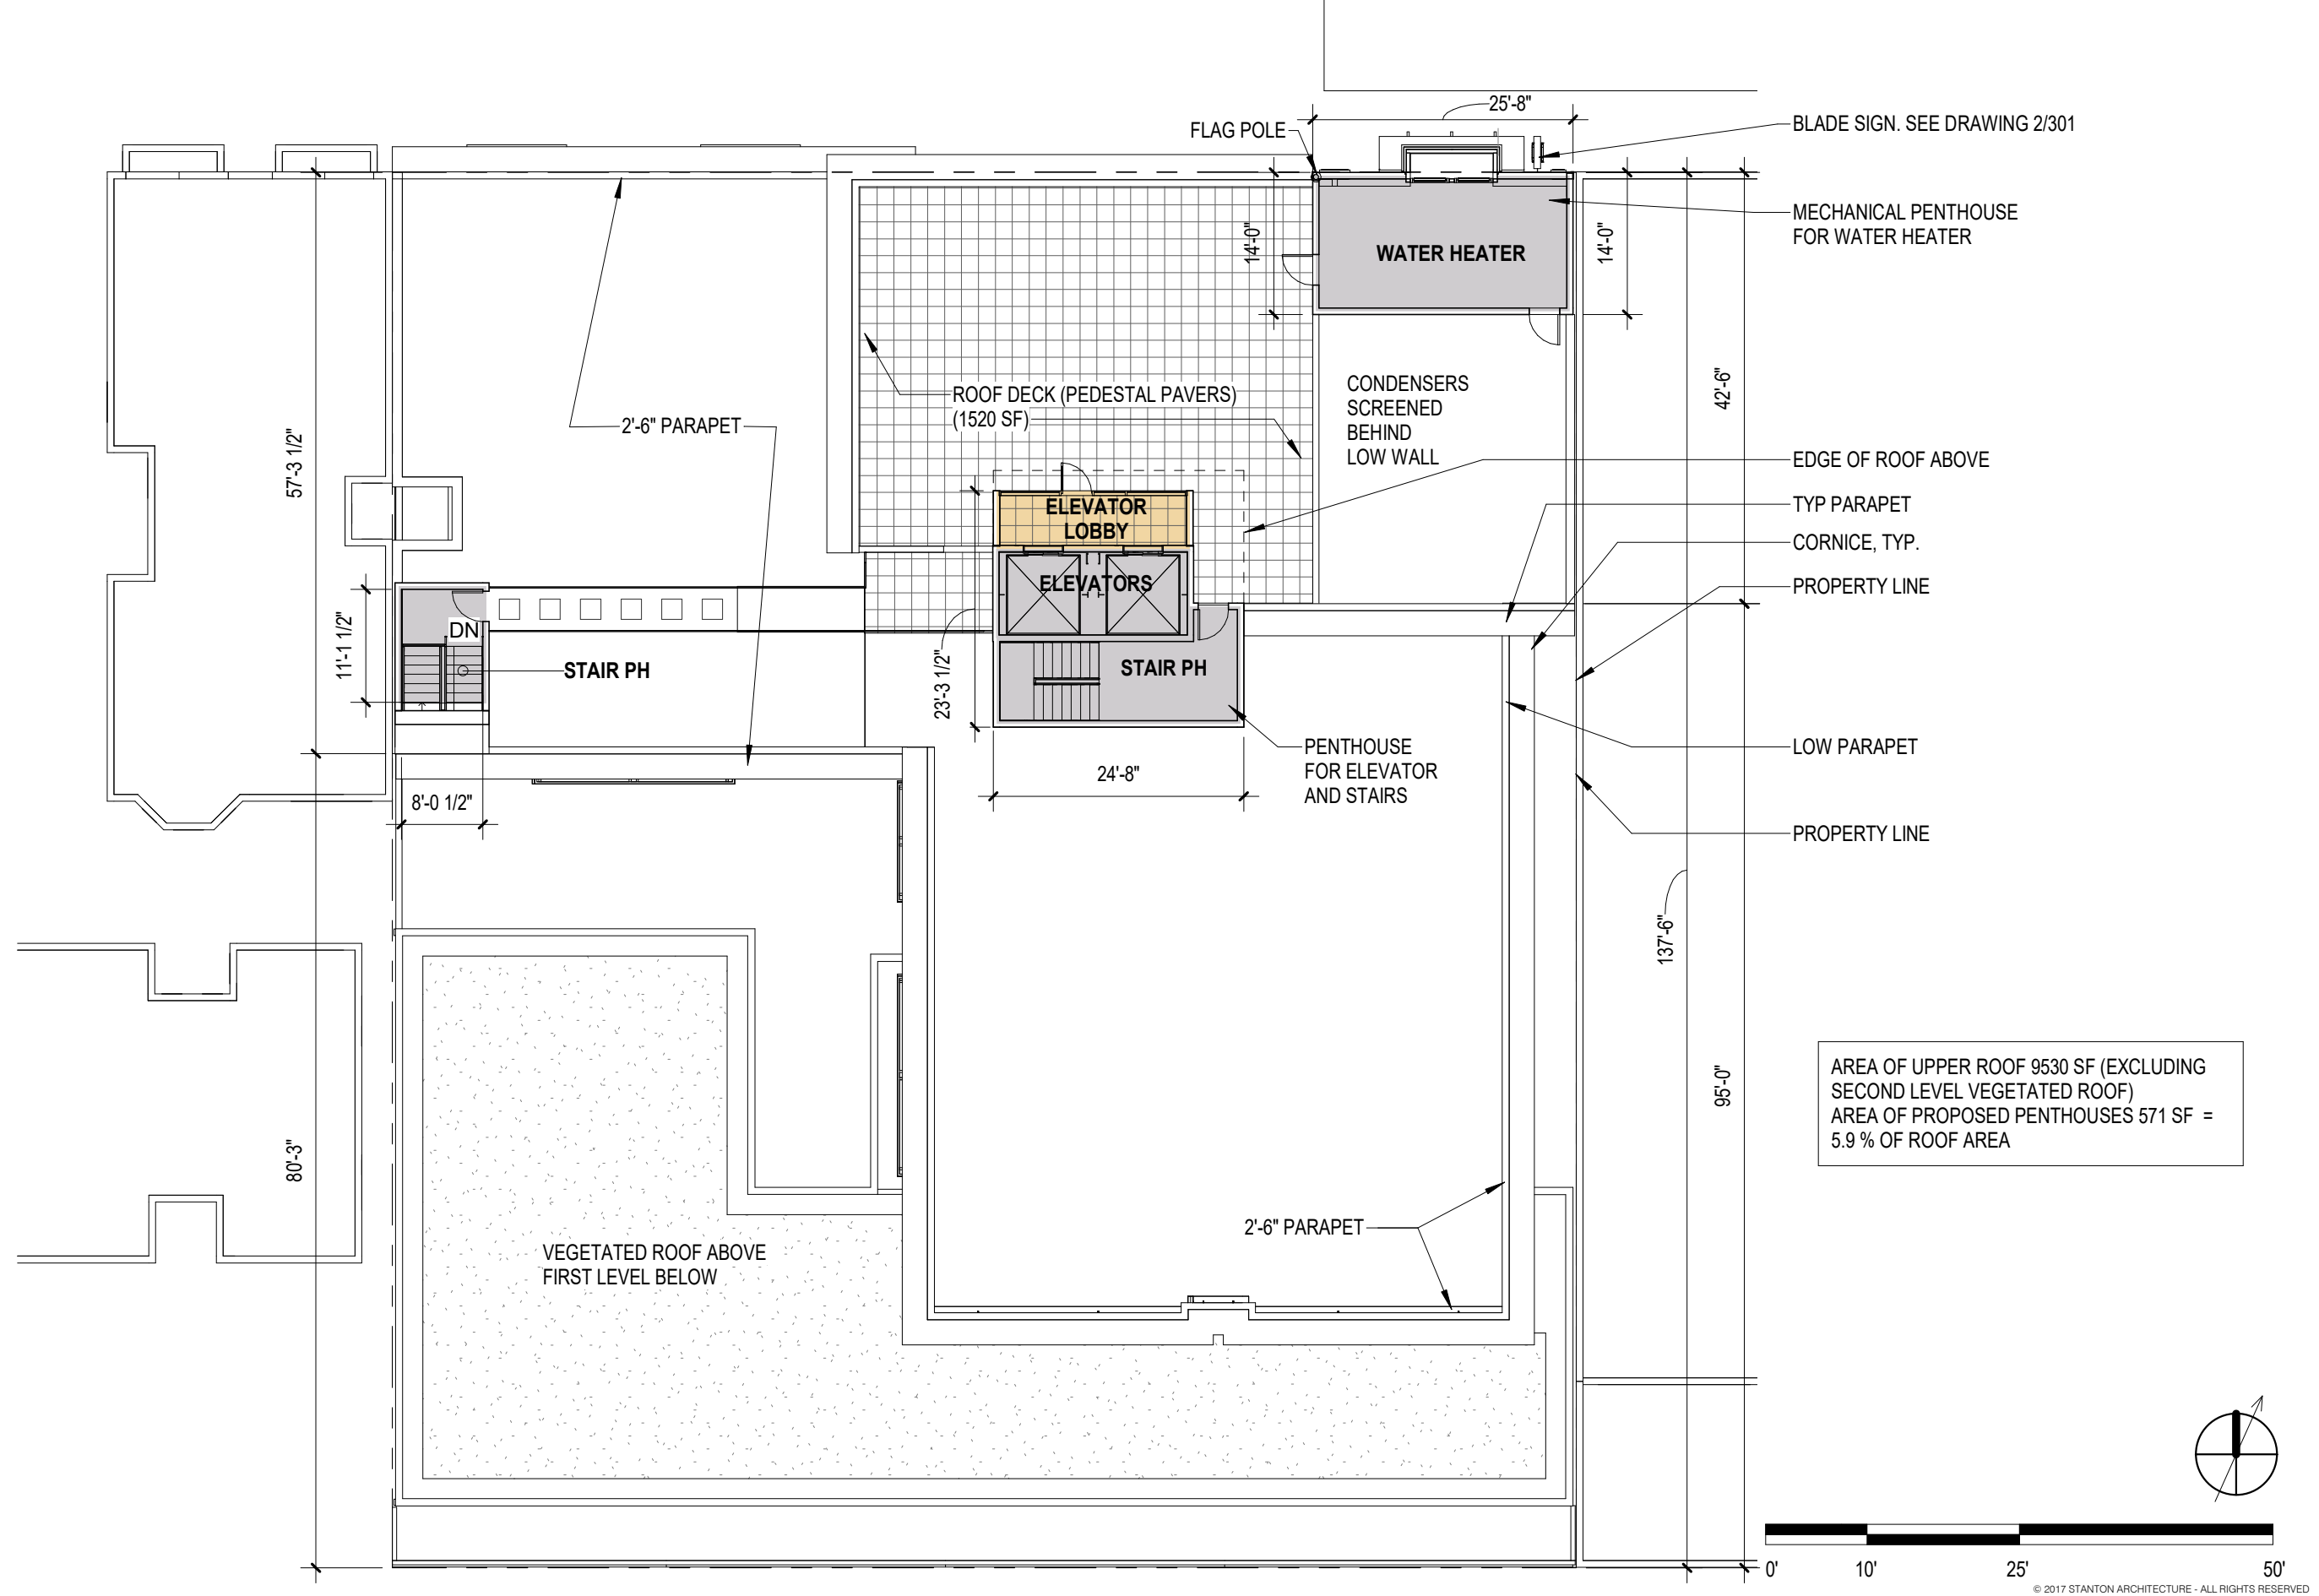 25'-8"
FLAG POLE
BLADE SIGN. SEE DRAWING 2/301
MECHANICAL PENTHOUSE
FOR WATER HEATER
14'-0"
WATER HEATER
14'-0"
CONDENSERS
SCREENED
BEHIND
LOW WALL
42'-6"
ROOF DECK (PEDESTAL PAVERS)
(1520 SF)
2'-6" PARAPET
57'-3 1/2"
EDGE OF ROOF ABOVE
TYP PARAPET
CORNICE, TYP.
PROPERTY LINE
ELEVATOR
LOBBY
ELEVATORS
11'-1 1/2"
DN
STAIR PH
23'-3 1/2"
STAIR PH
PENTHOUSE
FOR ELEVATOR
AND STAIRS
LOW PARAPET
24'-8"
8'-0 1/2"
PROPERTY LINE
137'-6"
95'-0"
AREA OF UPPER ROOF 9530 SF (EXCLUDING
SECOND LEVEL VEGETATED ROOF)
AREA OF PROPOSED PENTHOUSES 571 SF =
5.9 % OF ROOF AREA
80'-3"
2'-6" PARAPET
VEGETATED ROOF ABOVE
FIRST LEVEL BELOW
0' 10' 25' 50'
© 2017 STANTON ARCHITECTURE - ALL RIGHTS RESERVED